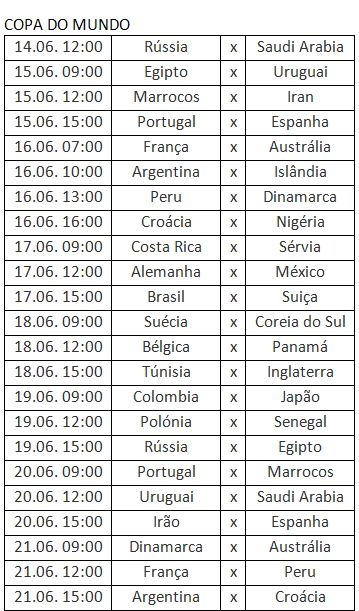 COPA DO MUNDO
14.06. 12:00 Rússia x Saudi Arabia
15.06. 09:00 Egipto x Uruguai
15.06. 12:00 Marrocos x Iran
15.06. 15:00 Portugal x Espanha
16.06. 07:00 França x Austrália
16.06. 10:00 Argentina x Islândia
16.06. 13:00 Peru x Dinamarca
16.06. 16:00 Croácia x Nigéria
17.06. 09:00 Costa Rica x Sérvia
17.06. 12:00 Alemanha x México
17.06. 15:00 Brasil x Suiça
18.06. 09:00 Suécia x Coreia do Sul
18.06. 12:00 Bélgica x Panamá
18.06. 15:00 Túnisia x Inglaterra
19.06. 09:00 Colombia x Japão
19.06. 12:00 Polónia x Senegal
19.06. 15:00 Rússia x Egipto
20.06. 09:00 Portugal x Marrocos
20.06. 12:00 Uruguai x Saudi Arabia
20.06. 15:00 Irão x Espanha
21.06. 09:00 Dinamarca x Austrália
21.06. 12:00 França x Peru
21.06. 15:00 Argentina x Croácia